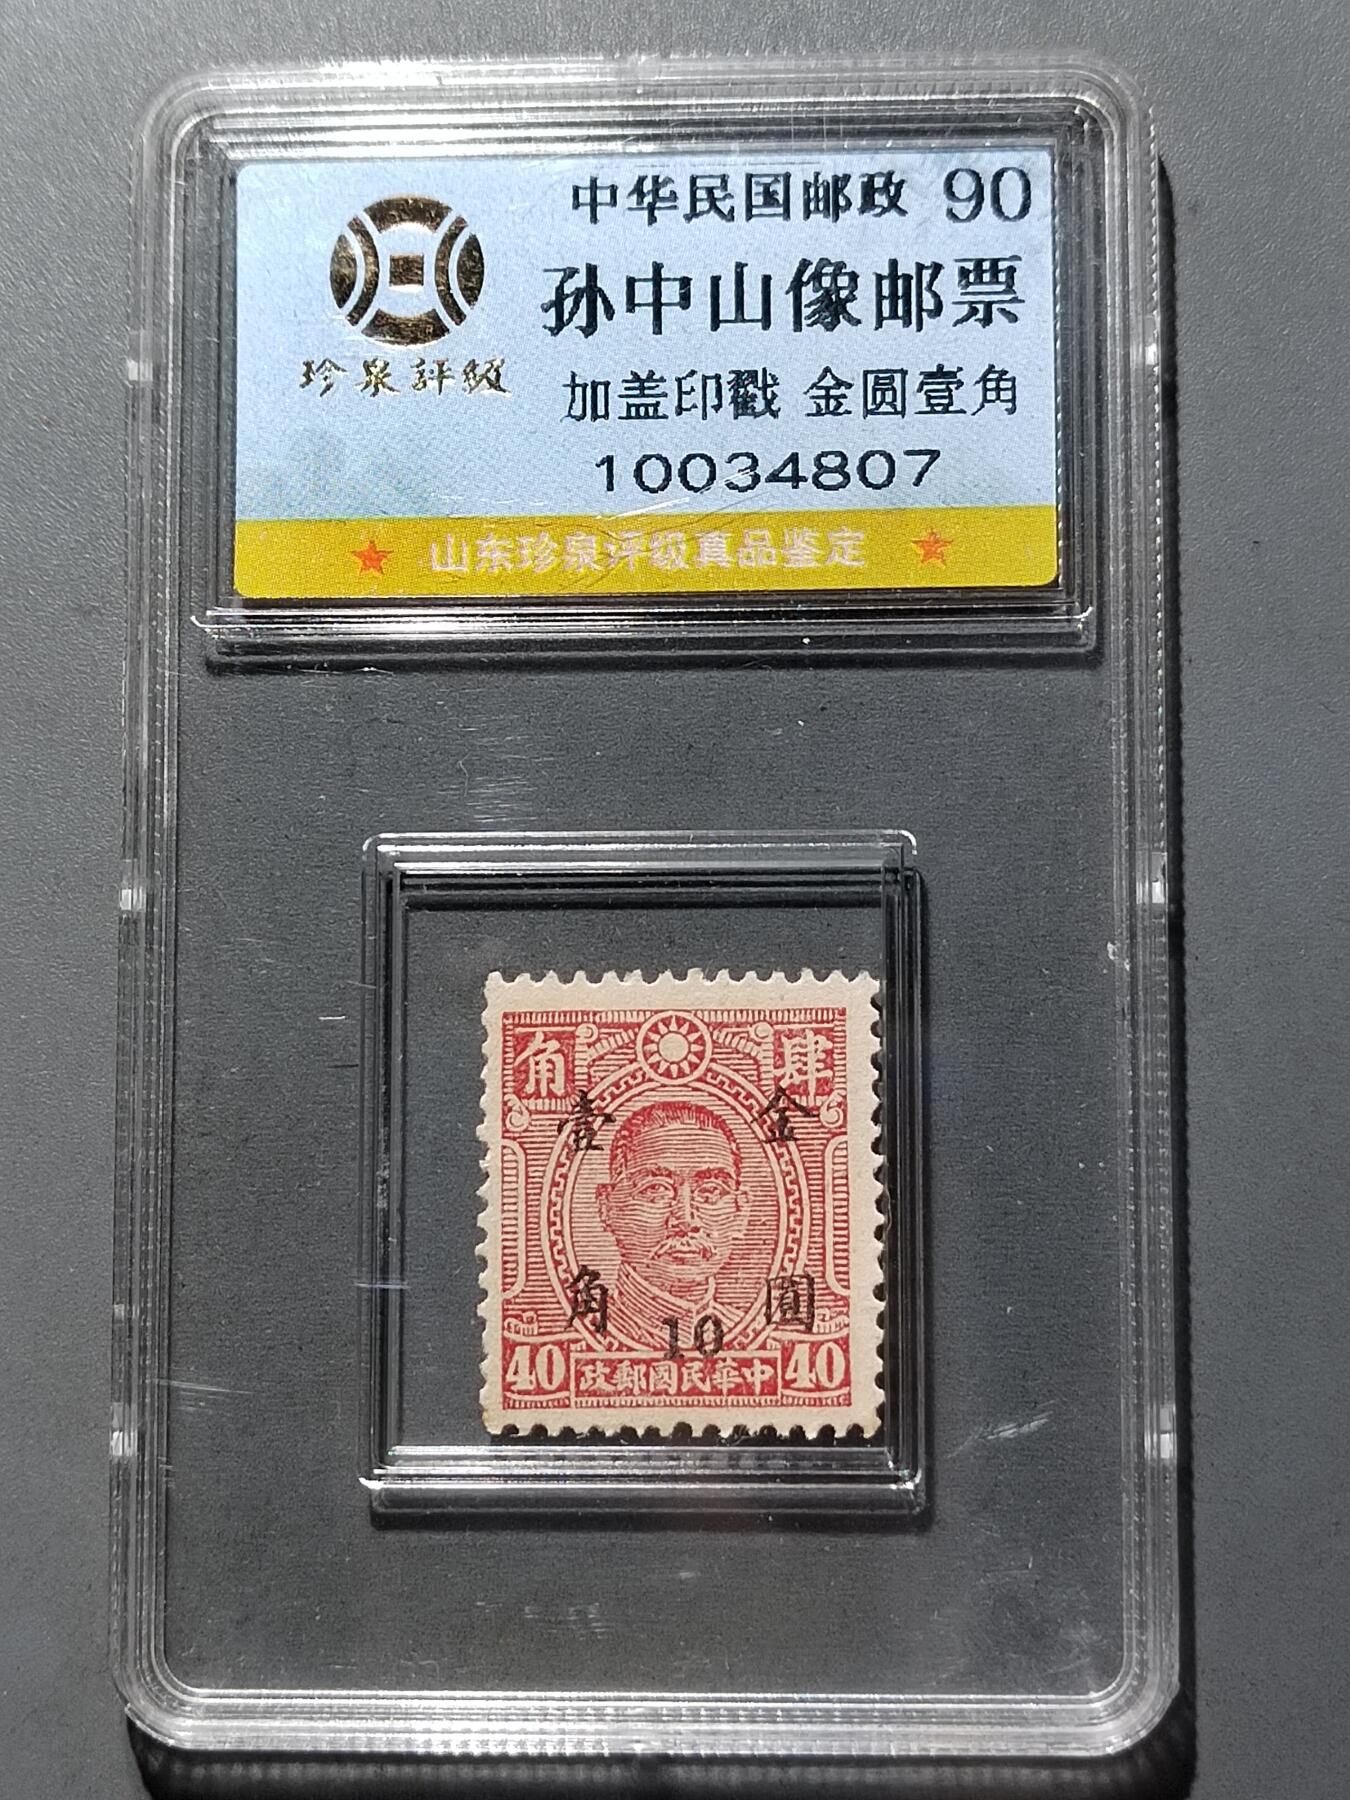 中华民国邮政 90
孙中山像邮票
珍泉評級
加盖印戳 金圆壹角
10034807
★ 山东珍泉评级真品鉴定 ★
角 肆
壹 金
角 圓
10
40 政郵國民華中 40